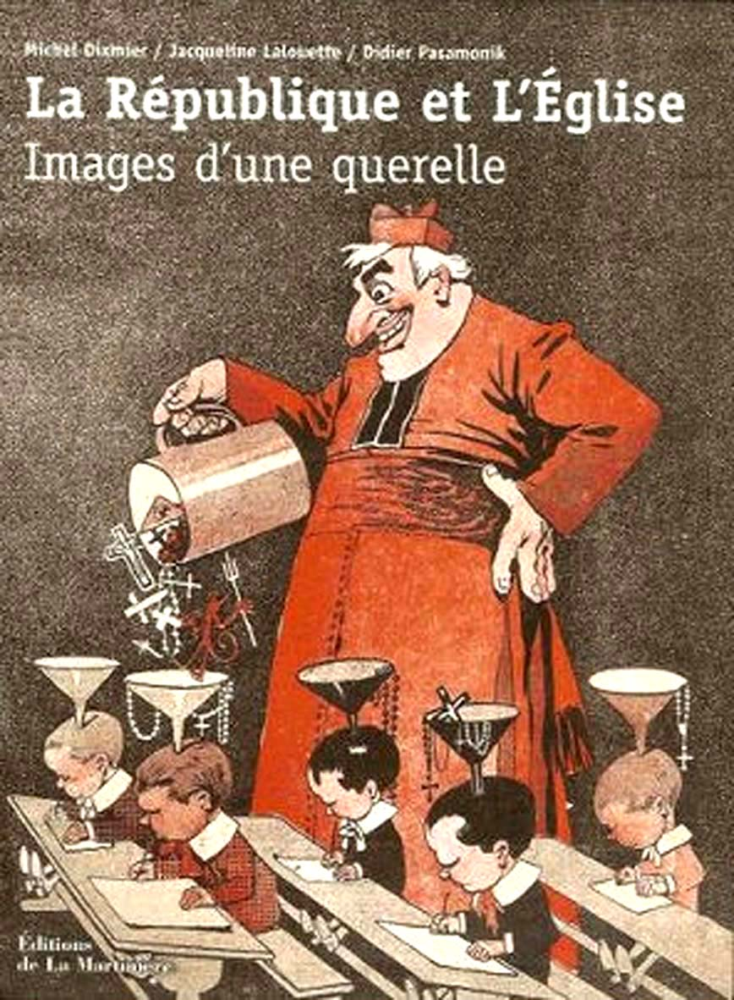 Michel Dixmier / Jacqueline Lalouette / Didier Pasamonik
La République et L'Église
Images d'une querelle
Éditions
de La Martinière